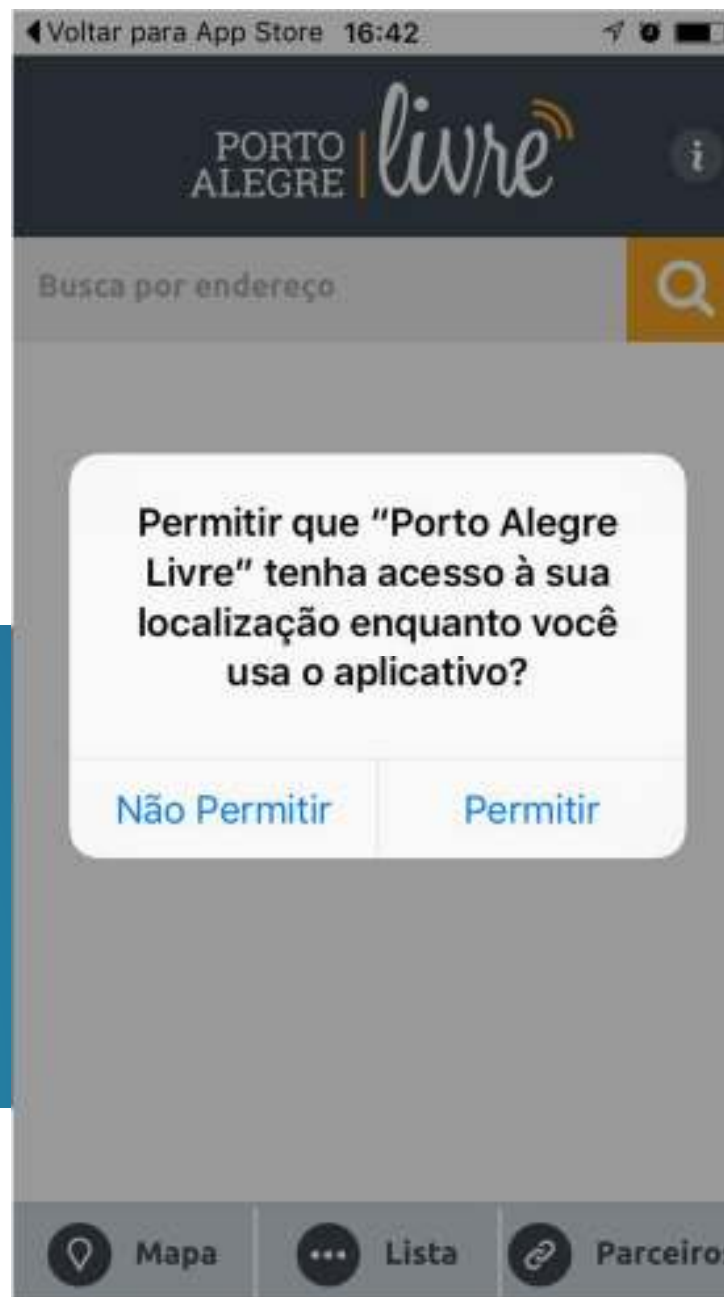 Voltar para App Store 16:42
PORTO ALEGRE livre
i
Busca por endereço
Permitir que “Porto Alegre
Livre” tenha acesso à sua
localização enquanto você
usa o aplicativo?
Não Permitir Permitir
Mapa Lista Parceiros